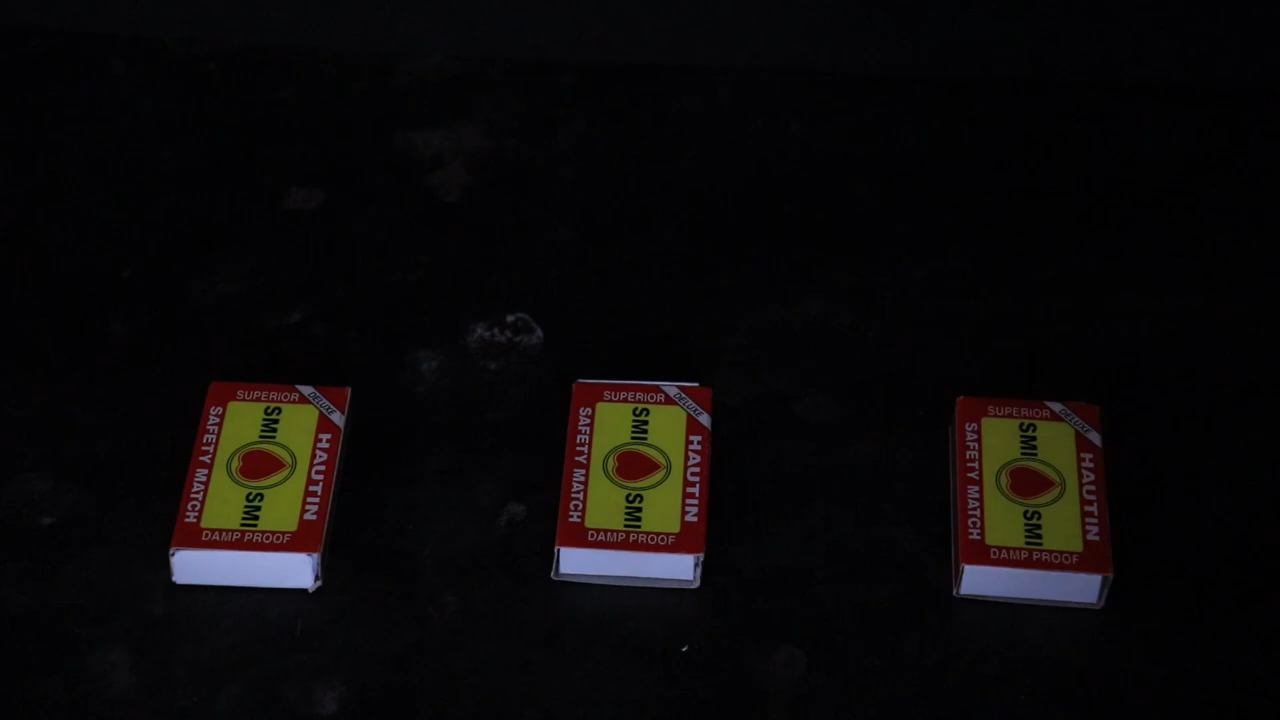 SUPERIOR
DELUXE
SAFETY MATCH
SMI
SMI
HAUTIN
DAMP PROOF
SUPERIOR
DELUXE
SAFETY MATCH
SMI
SMI
HAUTIN
DAMP PROOF
SUPERIOR
DELUXE
SAFETY MATCH
SMI
SMI
HAUTIN
DAMP PROOF